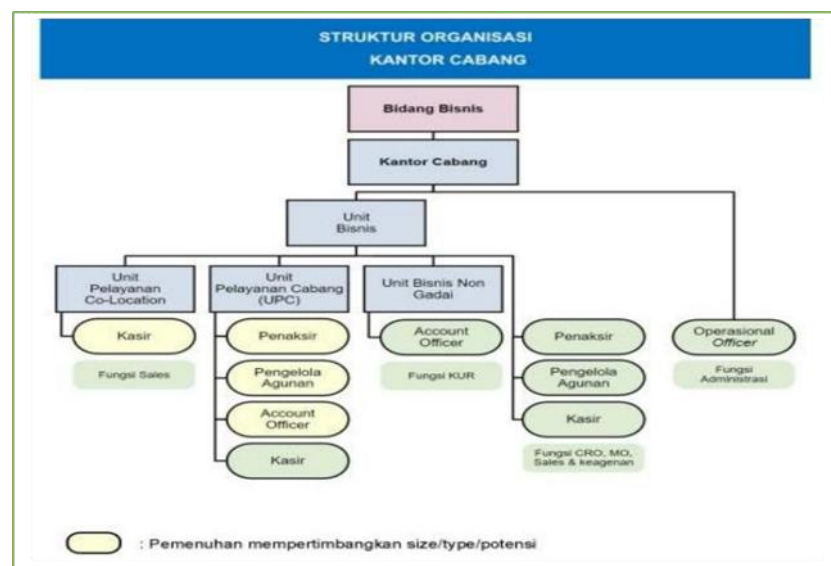 STRUKTUR ORGANISASI
KANTOR CABANG
Bidang Bisnis
Kantor Cabang
Unit
Bisnis
Unit
Pelayanan
Co-Location
Unit
Pelayanan Cabang
(UPC)
Unit Bisnis Non
Gadai
Kasir
Fungsi Sales
Penaksir
Pengelola
Agunan
Account
Officer
Kasir
Account
Officer
Fungsi KUR
Penaksir
Pengelola
Agunan
Kasir
Fungsi CRO, MO,
Sales & keagenan
Operasional
Officer
Fungsi
Administrasi
: Pemenuhan mempertimbangkan size/type/potensi